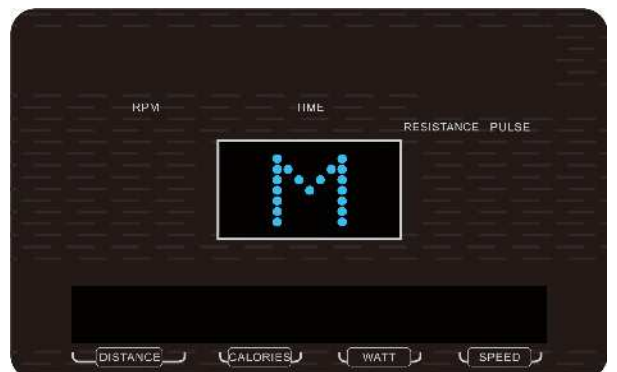 RPM TIME
RESISTANCE PULSE
M
DISTANCE CALORIES WATT SPEED